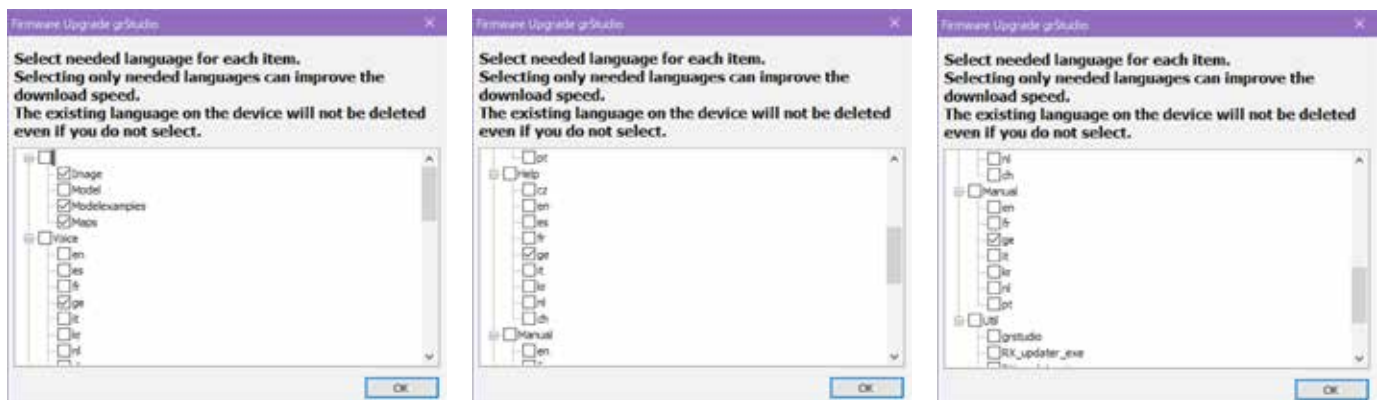 Firmware Upgrade grStudio
Select needed language for each item.
Selecting only needed languages can improve the
download speed.
The existing language on the device will not be deleted
even if you do not select.
Image
Model
Modelexamples
Maps
Voice
en
es
fr
ge
it
kr
nl
OK
Firmware Upgrade grStudio
Select needed language for each item.
Selecting only needed languages can improve the
download speed.
The existing language on the device will not be deleted
even if you do not select.
pt
Help
cz
en
es
fr
ge
it
kr
nl
ch
Manual
en
OK
Firmware Upgrade grStudio
Select needed language for each item.
Selecting only needed languages can improve the
download speed.
The existing language on the device will not be deleted
even if you do not select.
nl
ch
Manual
en
fr
ge
it
kr
nl
pt
Util
grstudio
RX_updater_exe
OK